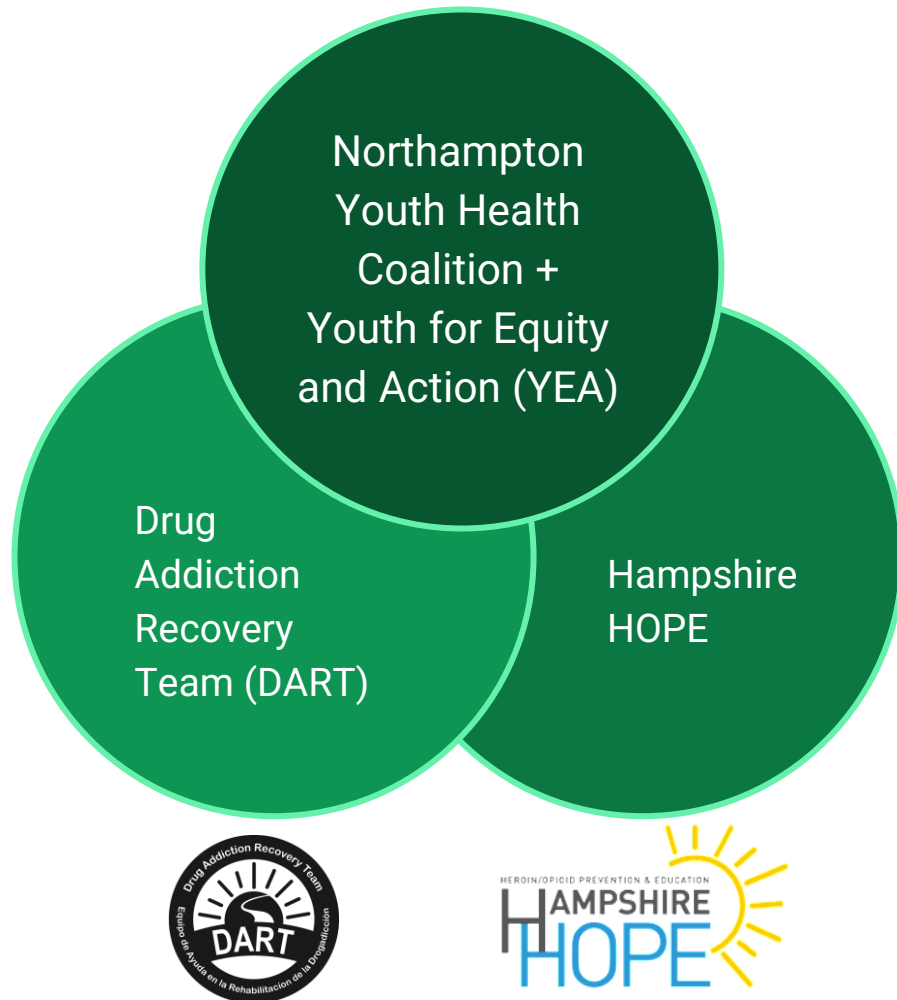 Northampton
Youth Health
Coalition +
Youth for Equity
and Action (YEA)
Drug
Addiction
Recovery
Team (DART)
Hampshire
HOPE
Drug Addiction Recovery Team
DART
Equipo de Ayuda en la Rehabilitacion de la Drogadicción
HEROIN/OPIOID PREVENTION & EDUCATION
HAMPSHIRE
HOPE